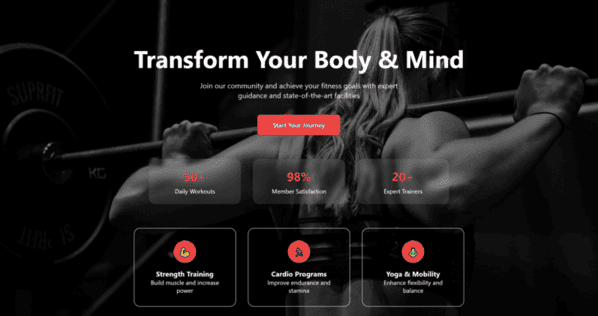 Transform Your Body & Mind
Join our community and achieve your fitness goals with expert
guidance and state-of-the-art facilities
Start Your Journey
50+
98%
20+
Daily Workouts
Member Satisfaction
Expert Trainers
Strength Training
Cardio Programs
Yoga & Mobility
Build muscle and increase
power
Improve endurance and
stamina
Enhance flexibility and
balance
SUPRFIT
KG